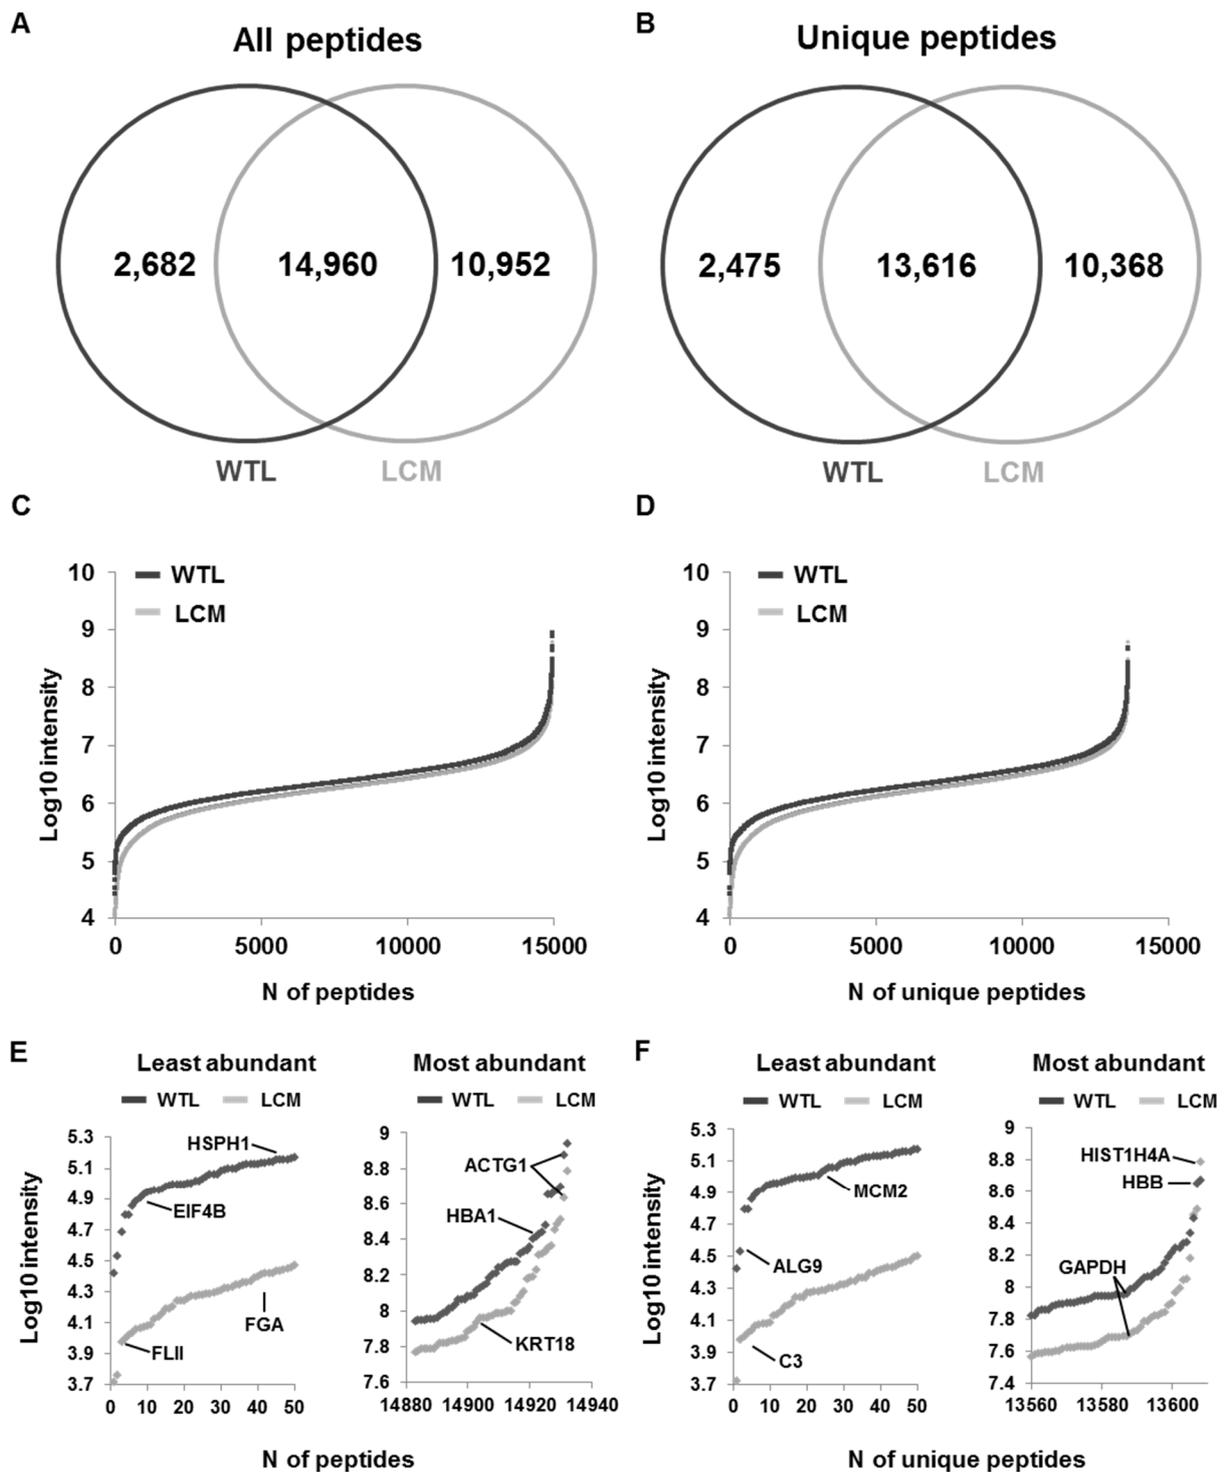 A
B
All peptides
Unique peptides
2,682
14,960
10,952
2,475
13,616
10,368
WTL
LCM
WTL
LCM
C
D
10
9
8
7
6
5
4
WTL
LCM
Log10 intensity
0
5000
10000
15000
N of peptides
10
9
8
7
6
5
4
WTL
LCM
Log10 intensity
0
5000
10000
15000
N of unique peptides
E
Least abundant
WTL
LCM
5.3
5.1
4.9
4.7
4.5
4.3
4.1
3.9
3.7
Log10 intensity
HSPH1
EIF4B
FGA
FLII
0
10
20
30
40
50
Most abundant
WTL
LCM
9
8.8
8.6
8.4
8.2
8
7.8
7.6
ACTG1
HBA1
KRT18
14880
14900
14920
14940
N of peptides
F
Least abundant
WTL
LCM
5.3
5.1
4.9
4.7
4.5
4.3
4.1
3.9
3.7
Log10 intensity
MCM2
ALG9
C3
0
10
20
30
40
50
Most abundant
WTL
LCM
9
8.8
8.6
8.4
8.2
8
7.8
7.6
7.4
HIST1H4A
HBB
GAPDH
13560
13580
13600
N of unique peptides